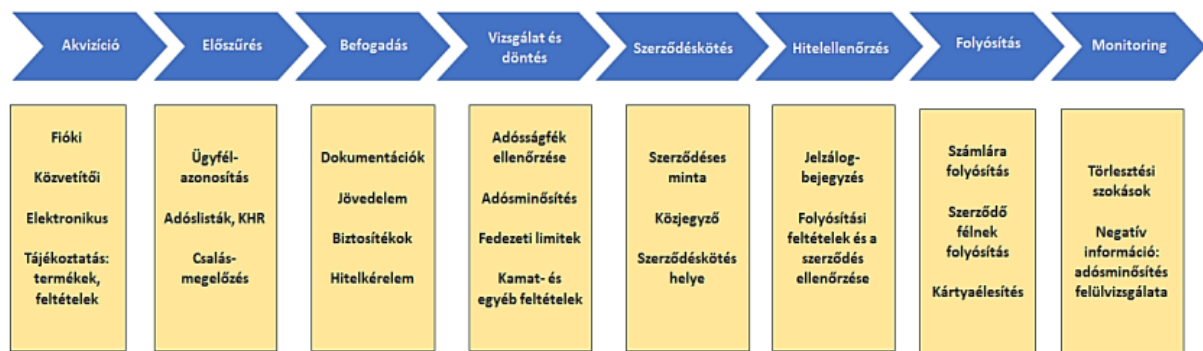 Akvizíció
Előszűrés
Befogadás
Vizsgálat és
döntés
Szerződéskötés
Hitelellenőrzés
Folyósítás
Monitoring
Fióki
Közvetítői
Elektronikus
Tájékoztatás:
termékek,
feltételek
Ügyfél-
azonosítás
Adóslisták, KHR
Csalás-
megelőzés
Dokumentációk
Jövedelem
Biztosítékok
Hitelkérelem
Adósságfék
ellenőrzése
Adósminősítés
Fedezeti limitek
Kamat- és
egyéb feltételek
Szerződéses
minta
Közjegyző
Szerződéskötés
helye
Jelzálog-
bejegyzés
Folyósítási
feltételek és a
szerződés
ellenőrzése
Számlára
folyósítás
Szerződő
félnek
folyósítás
Kártyaélesítés
Törlesztési
szokások
Negatív
információ:
adósminősítés
felülvizsgálata